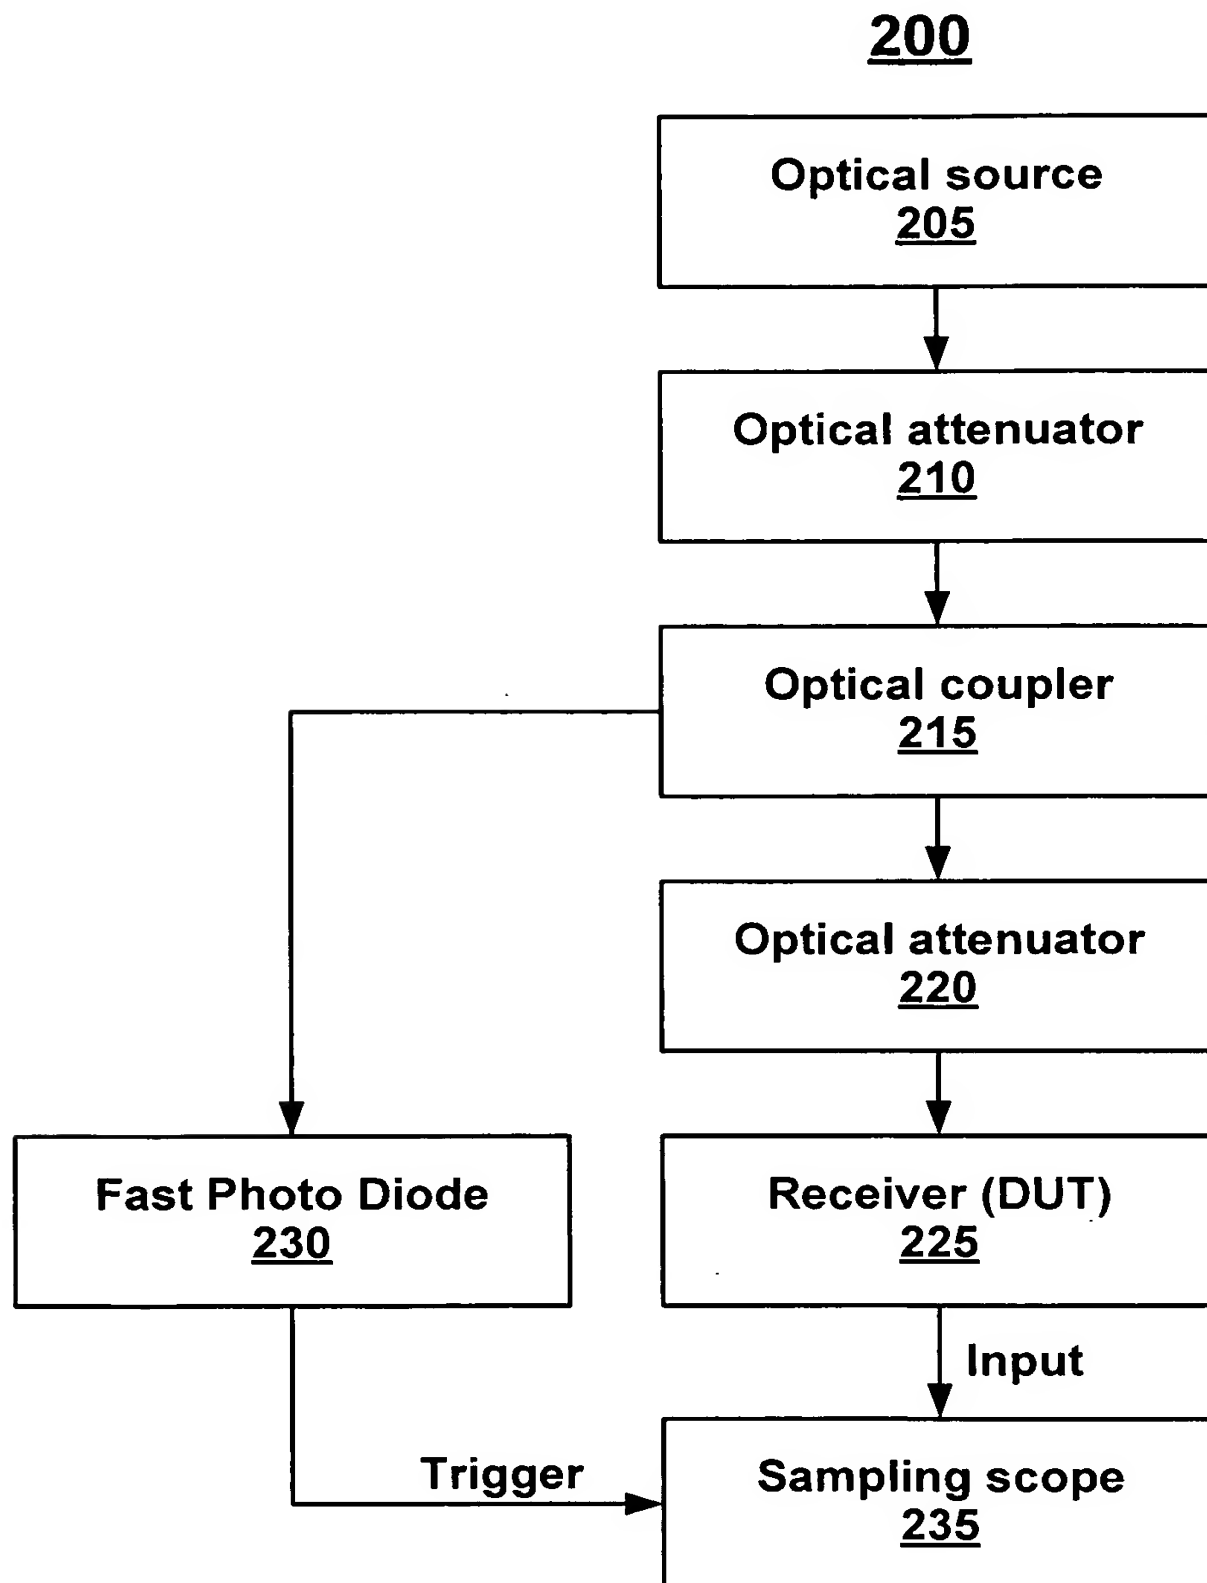 200
Optical source
205
Optical attenuator
210
Optical coupler
215
Optical attenuator
220
Fast Photo Diode
230
Receiver (DUT)
225
Input
Trigger
Sampling scope
235